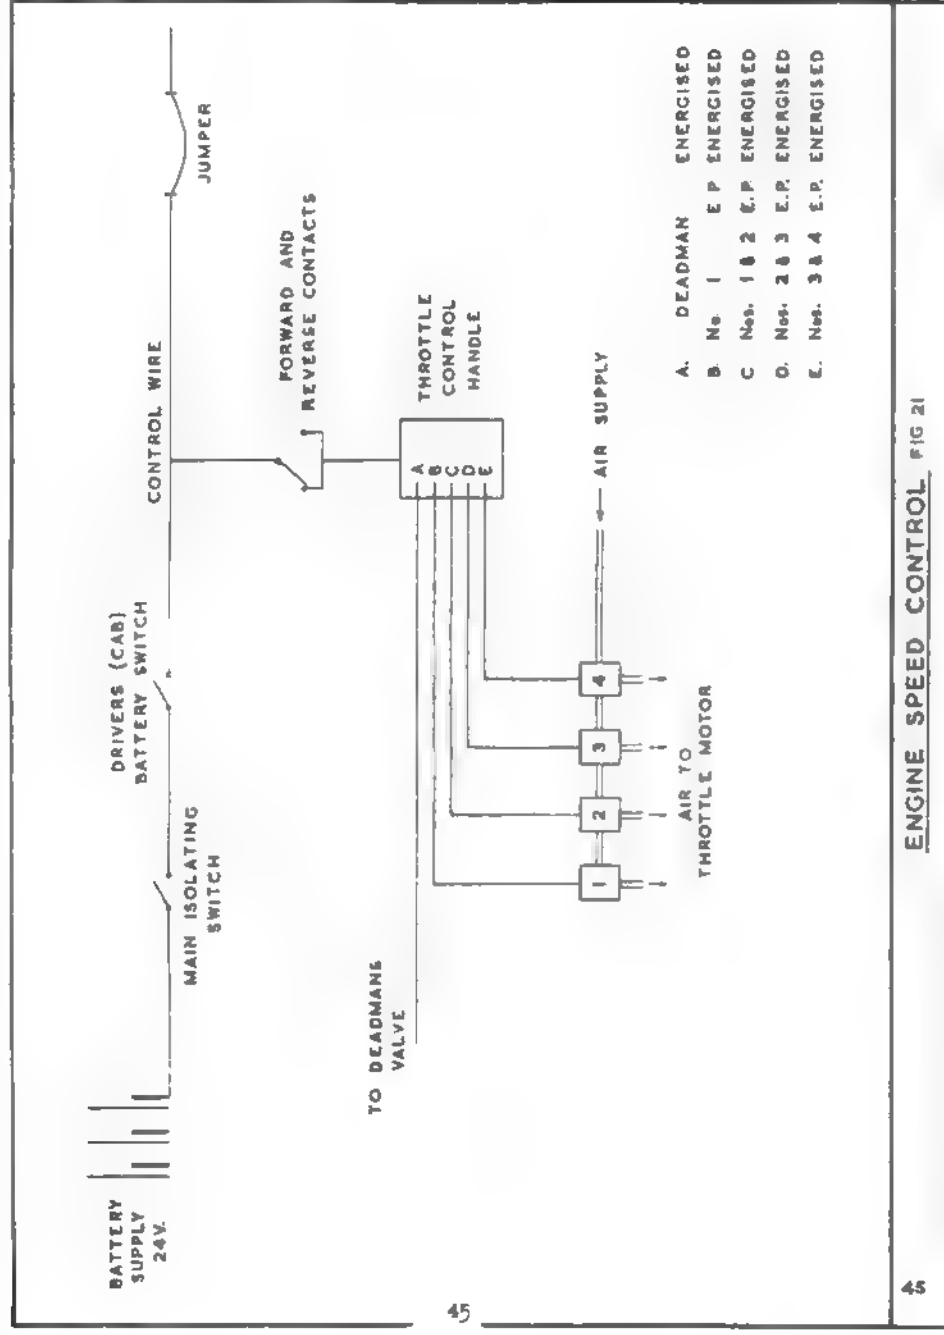 BATTERY
SUPPLY
24V.
MAIN ISOLATING
SWITCH
DRIVERS (CAB)
BATTERY SWITCH
CONTROL WIRE
JUMPER
FORWARD AND
REVERSE CONTACTS
THROTTLE
CONTROL
HANDLE
A
B
C
D
E
TO DEADMANS
VALVE
1
2
3
4
AIR SUPPLY
AIR TO
THROTTLE MOTOR
A. DEADMAN ENERGISED
B. No. 1 E P ENERGISED
C Nos. 1 & 2 E.P. ENERGISED
D. Nos. 2 & 3 E.P. ENERGISED
E. Nos. 3 & 4 E.P. ENERGISED
45
45
ENGINE SPEED CONTROL FIG 21